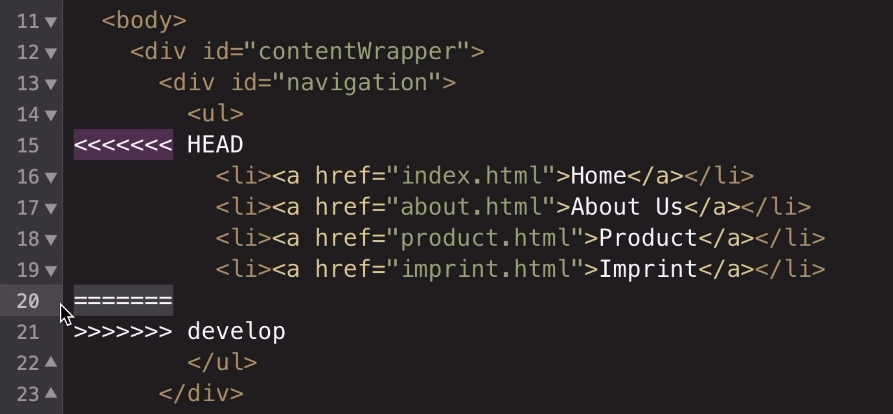 11 <body>
12 <div id="contentWrapper">
13 <div id="navigation">
14 <ul>
15 <<<<<<< HEAD
16 <li><a href="index.html">Home</a></li>
17 <li><a href="about.html">About Us</a></li>
18 <li><a href="product.html">Product</a></li>
19 <li><a href="imprint.html">Imprint</a></li>
20 =======
21 >>>>>>> develop
22 </ul>
23 </div>